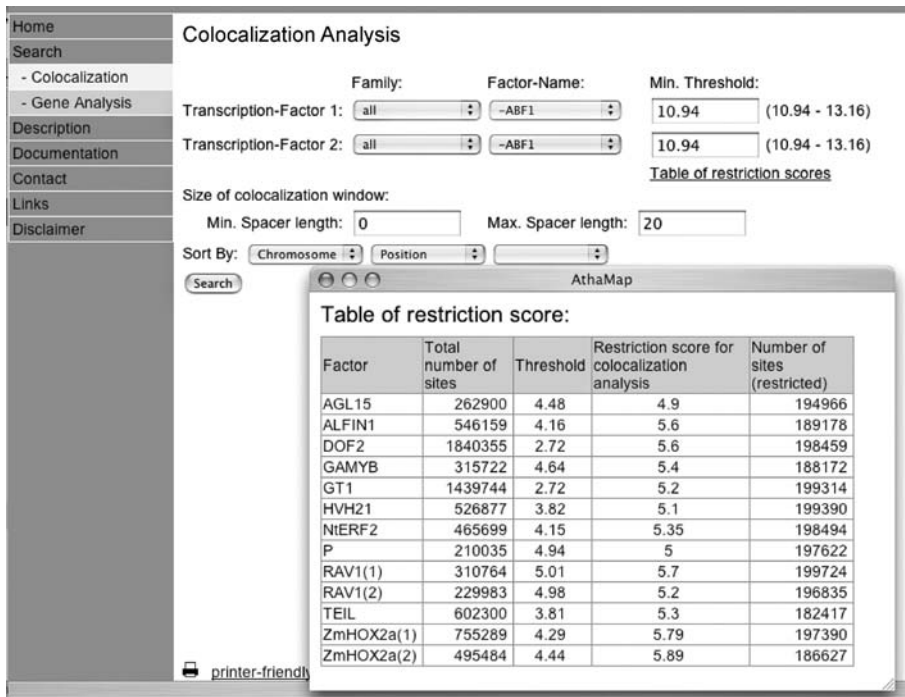 Home
Search
- Colocalization
- Gene Analysis
Description
Documentation
Contact
Links
Disclaimer
Colocalization Analysis
Family: Factor-Name: Min. Threshold:
Transcription-Factor 1: all -ABF1 10.94 (10.94 - 13.16)
Transcription-Factor 2: all -ABF1 10.94 (10.94 - 13.16)
Table of restriction scores
Size of colocalization window:
Min. Spacer length: 0 Max. Spacer length: 20
Sort By: Chromosome Position
Search
printer-friendly
AthaMap
Table of restriction score:
Factor Total number of sites Threshold Restriction score for colocalization analysis Number of sites (restricted)
AGL15 262900 4.48 4.9 194966
ALFIN1 546159 4.16 5.6 189178
DOF2 1840355 2.72 5.6 198459
GAMYB 315722 4.64 5.4 188172
GT1 1439744 2.72 5.2 199314
HVH21 526877 3.82 5.1 199390
NtERF2 465699 4.15 5.35 198494
P 210035 4.94 5 197622
RAV1(1) 310764 5.01 5.7 199724
RAV1(2) 229983 4.98 5.2 196835
TEIL 602300 3.81 5.3 182417
ZmHOX2a(1) 755289 4.29 5.79 197390
ZmHOX2a(2) 495484 4.44 5.89 186627